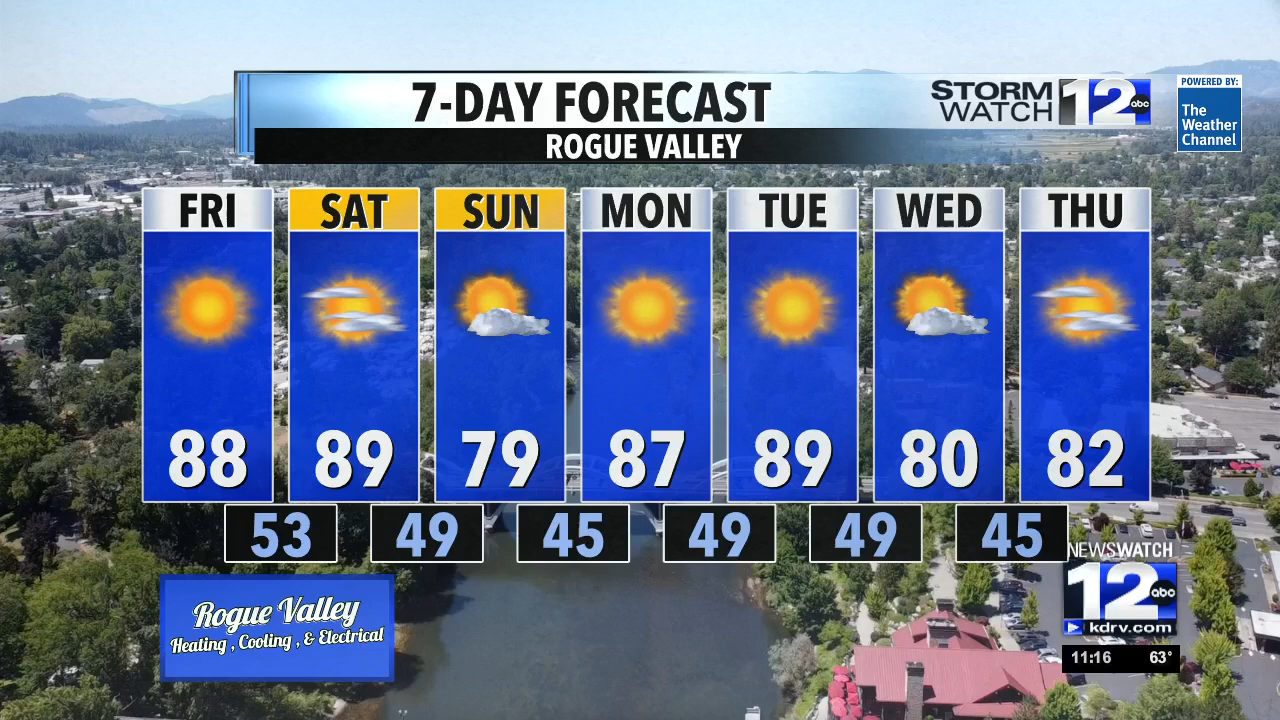 7-DAY FORECAST
ROGUE VALLEY
STORM
WATCH
12 abc
POWERED BY:
The
Weather
Channel
FRI SAT SUN MON TUE WED THU
88 89 79 87 89 80 82
53 49 45 49 49 45
Rogue Valley
Heating , Cooling , & Electrical
NEWSWATCH
12 abc
kdrv.com
11:16 63°